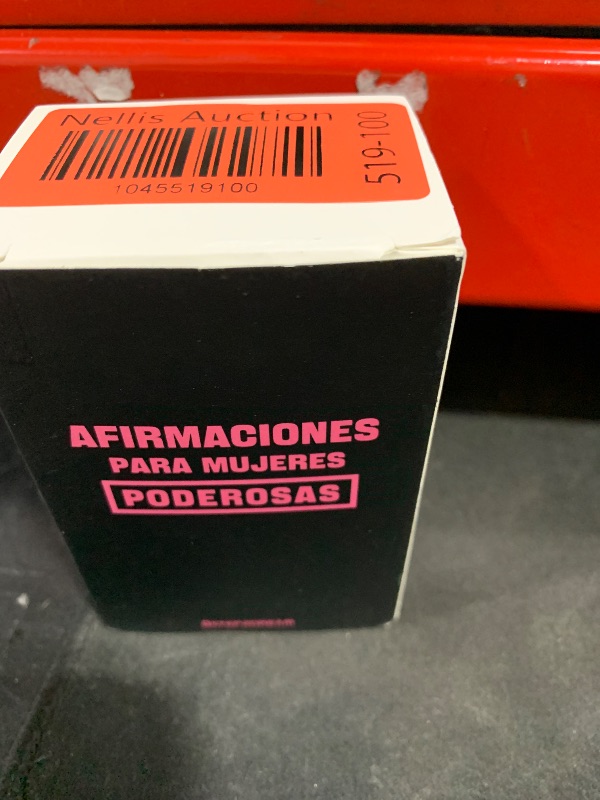 Nellis Auction
1045519100
519-100
AFIRMACIONES
PARA MUJERES
PODEROSAS